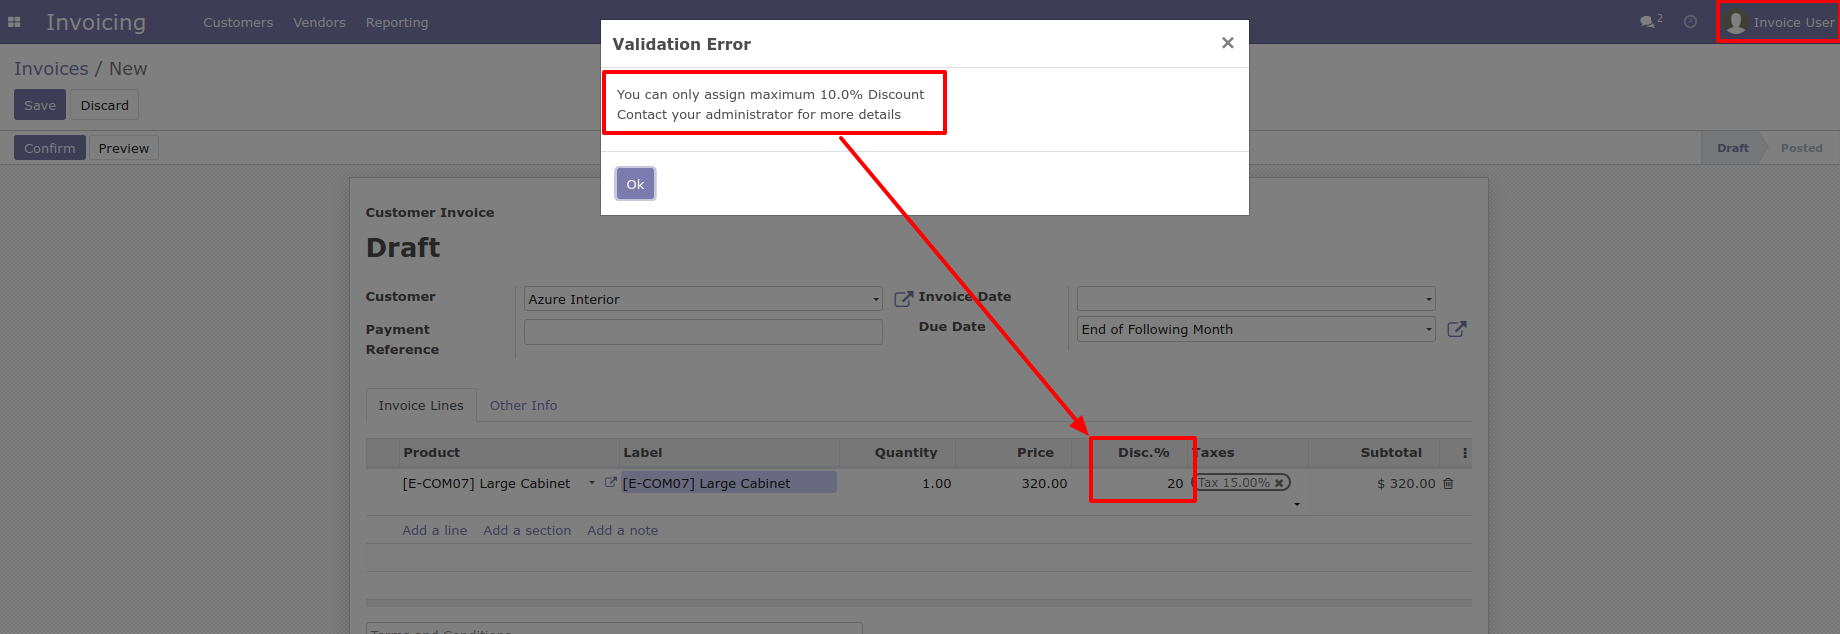 Invoicing Customers Vendors Reporting 2 Invoice User
Validation Error
Invoices / New
Save Discard
You can only assign maximum 10.0% Discount
Contact your administrator for more details
Confirm Preview Draft Posted
Ok
Customer Invoice
Draft
Customer Azure Interior Invoice Date
Payment Reference Due Date End of Following Month
Invoice Lines Other Info
Product Label Quantity Price Disc.% Taxes Subtotal
[E-COM07] Large Cabinet [E-COM07] Large Cabinet 1.00 320.00 20 Tax 15.00% $ 320.00
Add a line Add a section Add a note
Terms and Conditions